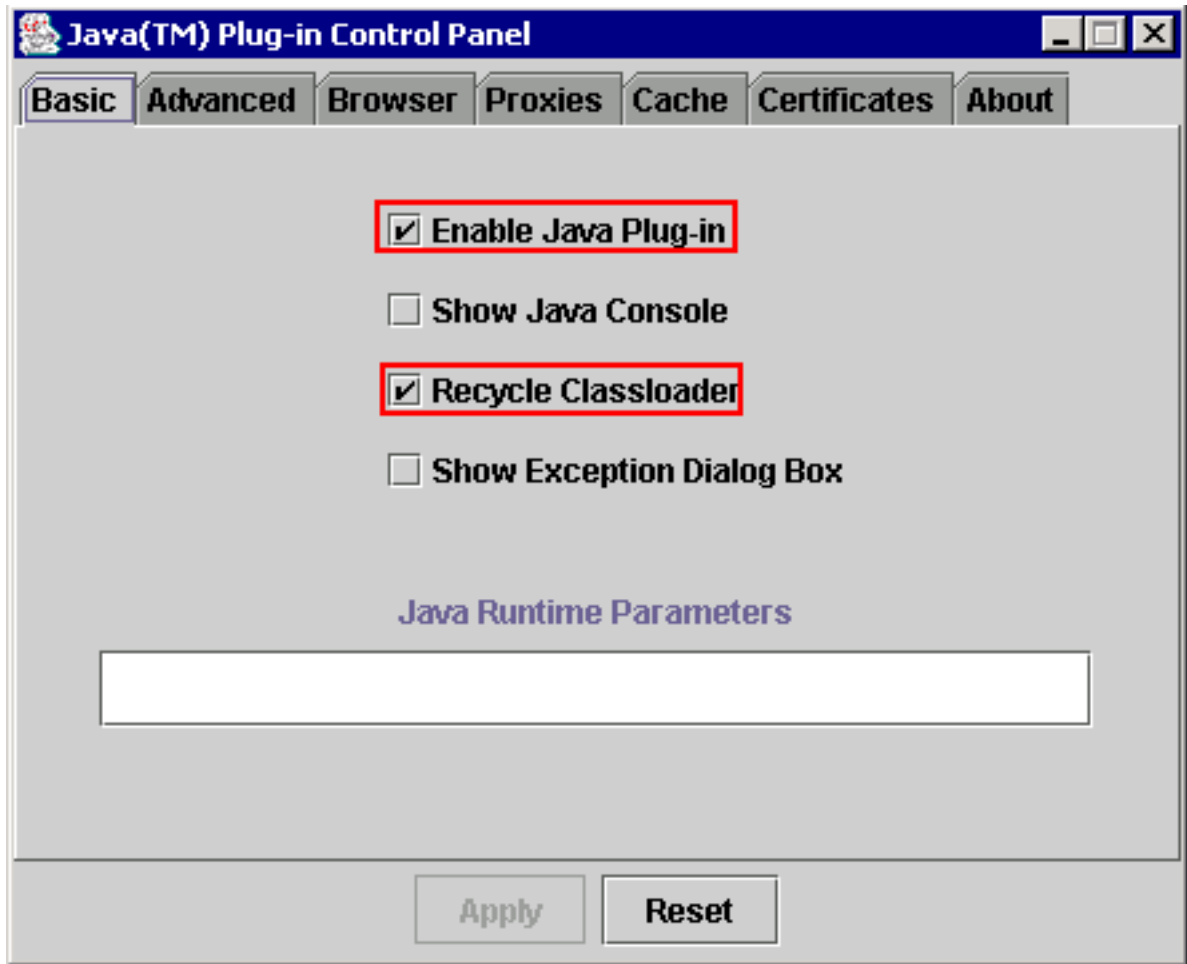 Java(TM) Plug-in Control Panel
Basic Advanced Browser Proxies Cache Certificates About
Enable Java Plug-in
Show Java Console
Recycle Classloader
Show Exception Dialog Box
Java Runtime Parameters
Apply Reset